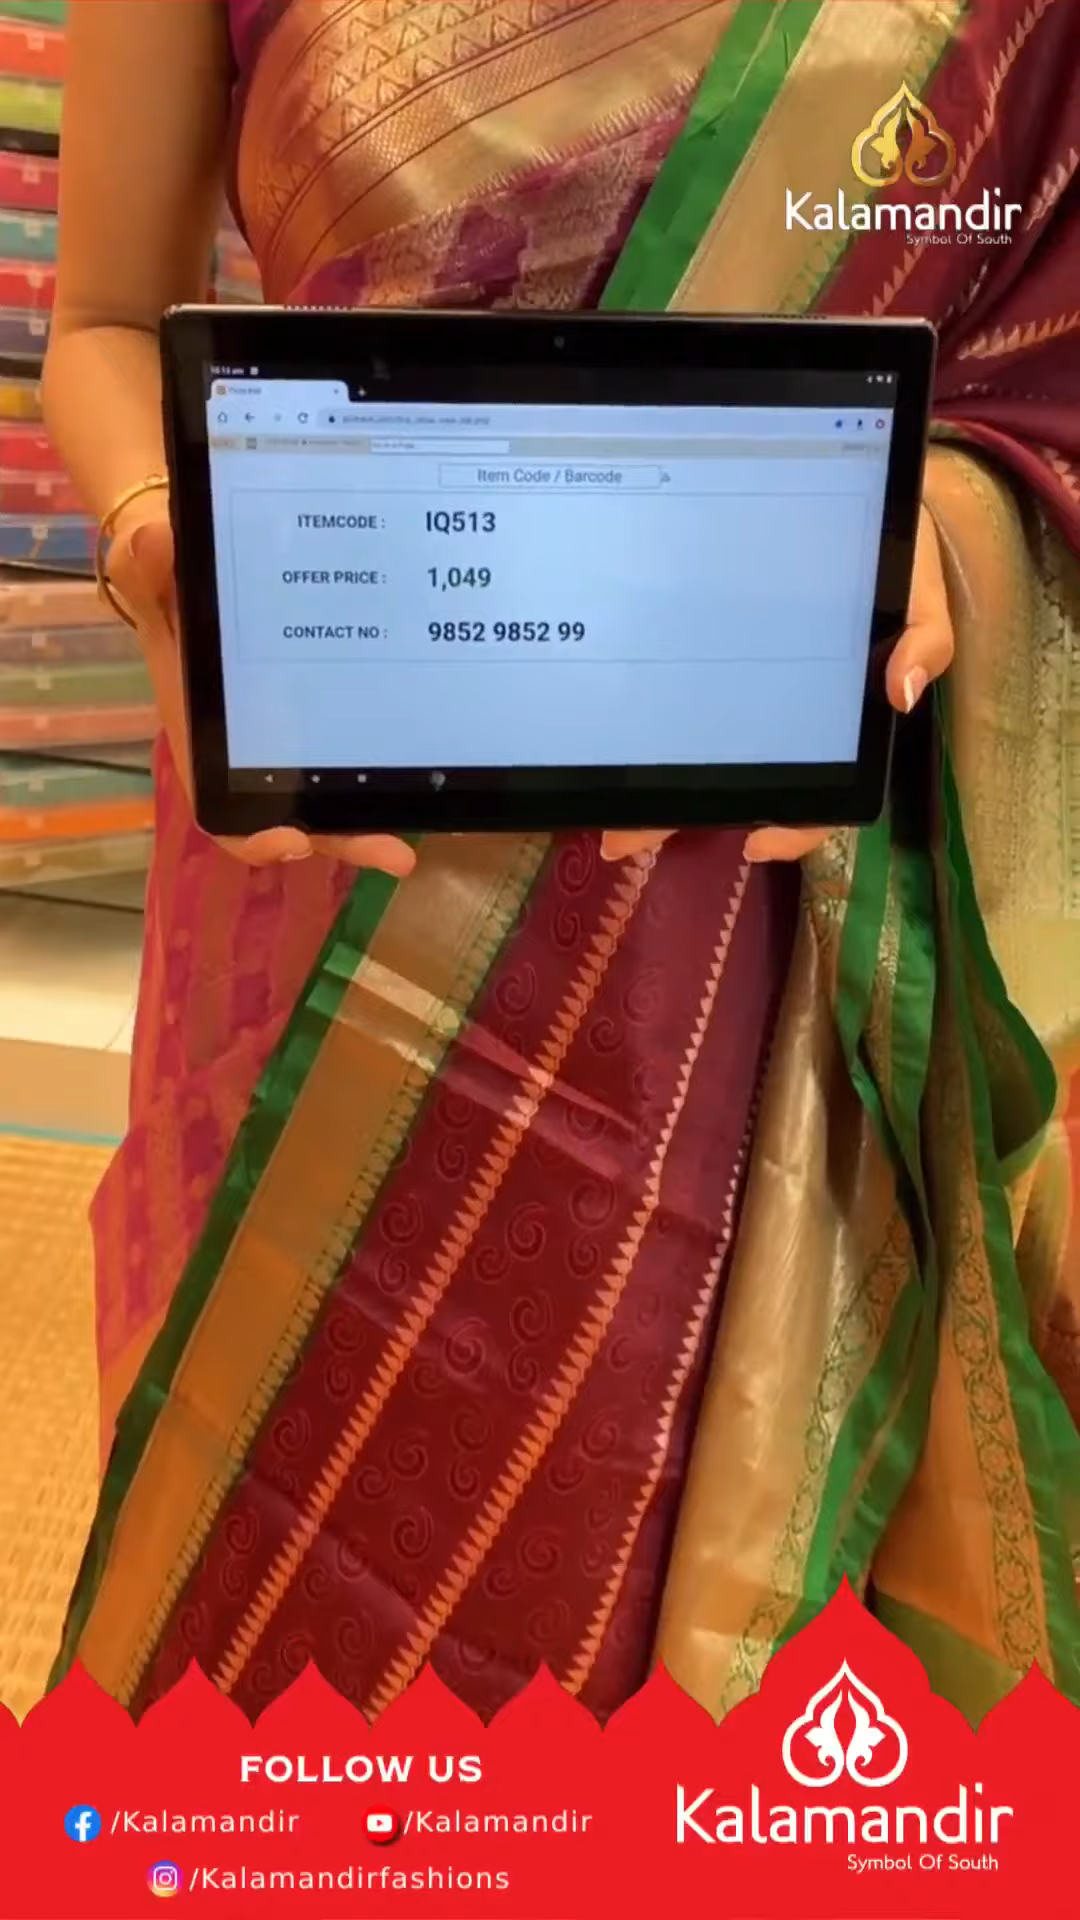 Kalamandir
Symbol Of South
Item Code / Barcode
ITEMCODE : IQ513
OFFER PRICE : 1,049
CONTACT NO : 9852 9852 99
FOLLOW US
/Kalamandir
/Kalamandir
/Kalamandirfashions
Kalamandir
Symbol Of South